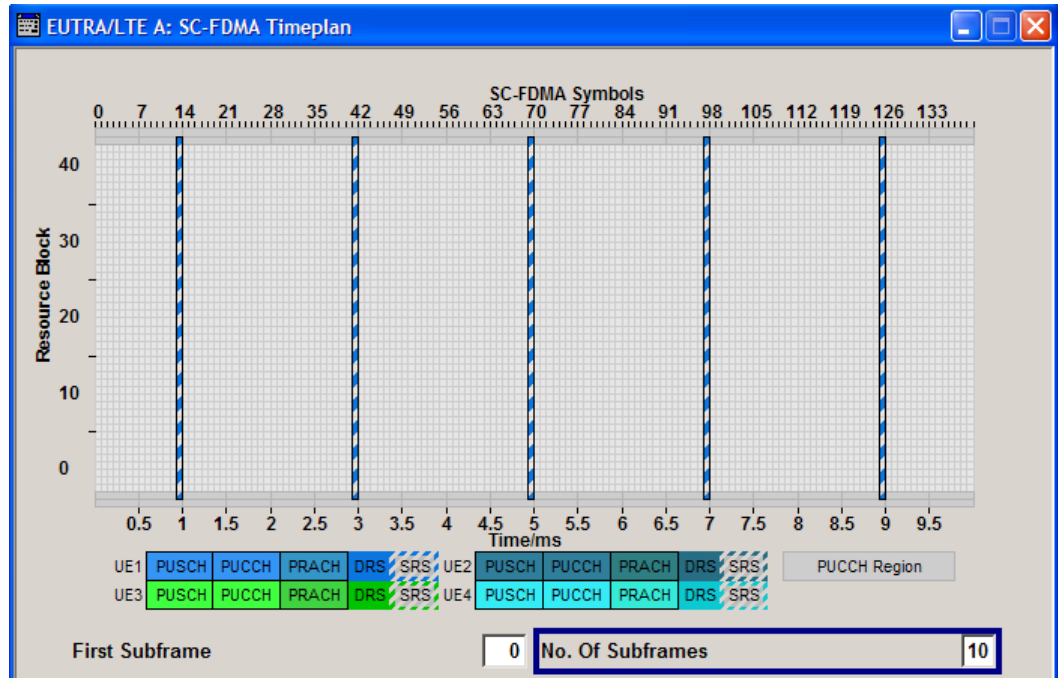 EUTRA/LTE A: SC-FDMA Timeplan
SC-FDMA Symbols
0 7 14 21 28 35 42 49 56 63 70 77 84 91 98 105 112 119 126 133
40
30
20
10
0
Resource Block
0.5 1 1.5 2 2.5 3 3.5 4 4.5 5 5.5 6 6.5 7 7.5 8 8.5 9 9.5
Time/ms
UE1 PUSCH PUCCH PRACH DRS SRS UE2 PUSCH PUCCH PRACH DRS SRS PUCCH Region
UE3 PUSCH PUCCH PRACH DRS SRS UE4 PUSCH PUCCH PRACH DRS SRS
First Subframe 0 No. Of Subframes 10